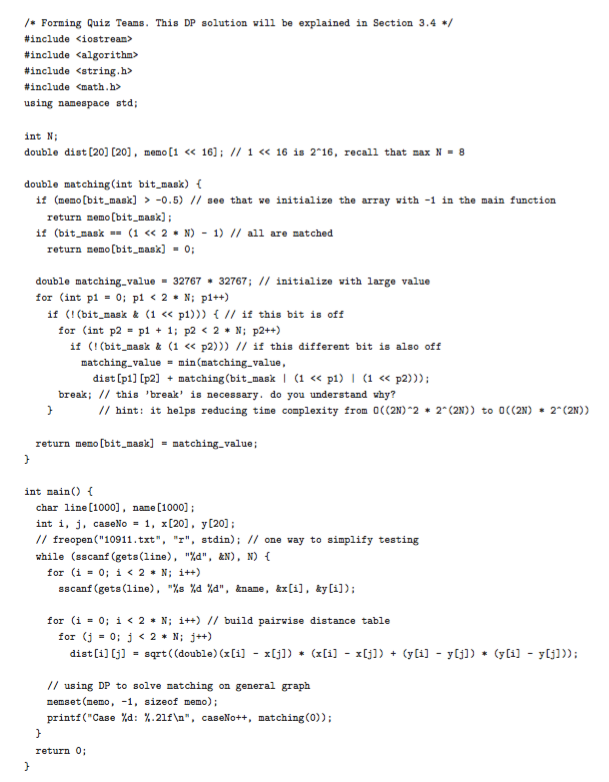 /* Forming Quiz Teams. This DP solution will be explained in Section 3.4 */
#include <iostream>
#include <algorithm>
#include <string.h>
#include <math.h>
using namespace std;
int N;
double dist[20][20], memo[1 << 16]; // 1 << 16 is 2^16, recall that max N = 8
double matching(int bit_mask) {
if (memo[bit_mask] > -0.5) // see that we initialize the array with -1 in the main function
return memo[bit_mask];
if (bit_mask == (1 << 2 * N) - 1) // all are matched
return memo[bit_mask] = 0;
double matching_value = 32767 * 32767; // initialize with large value
for (int p1 = 0; p1 < 2 * N; p1++)
if (!(bit_mask & (1 << p1))) { // if this bit is off
for (int p2 = p1 + 1; p2 < 2 * N; p2++)
if (!(bit_mask & (1 << p2))) // if this different bit is also off
matching_value = min(matching_value,
dist[p1][p2] + matching(bit_mask | (1 << p1) | (1 << p2)));
break; // this 'break' is necessary. do you understand why?
} // hint: it helps reducing time complexity from O((2N)^2 * 2^(2N)) to O((2N) * 2^(2N))
return memo[bit_mask] = matching_value;
}
int main() {
char line[1000], name[1000];
int i, j, caseNo = 1, x[20], y[20];
// freopen("10911.txt", "r", stdin); // one way to simplify testing
while (sscanf(gets(line), "%d", &N), N) {
for (i = 0; i < 2 * N; i++)
sscanf(gets(line), "%s %d %d", &name, &x[i], &y[i]);
for (i = 0; i < 2 * N; i++) // build pairwise distance table
for (j = 0; j < 2 * N; j++)
dist[i][j] = sqrt((double)(x[i] - x[j]) * (x[i] - x[j]) + (y[i] - y[j]) * (y[i] - y[j]));
// using DP to solve matching on general graph
memset(memo, -1, sizeof memo);
printf("Case %d: %.2lf\n", caseNo++, matching(0));
}
return 0;
}